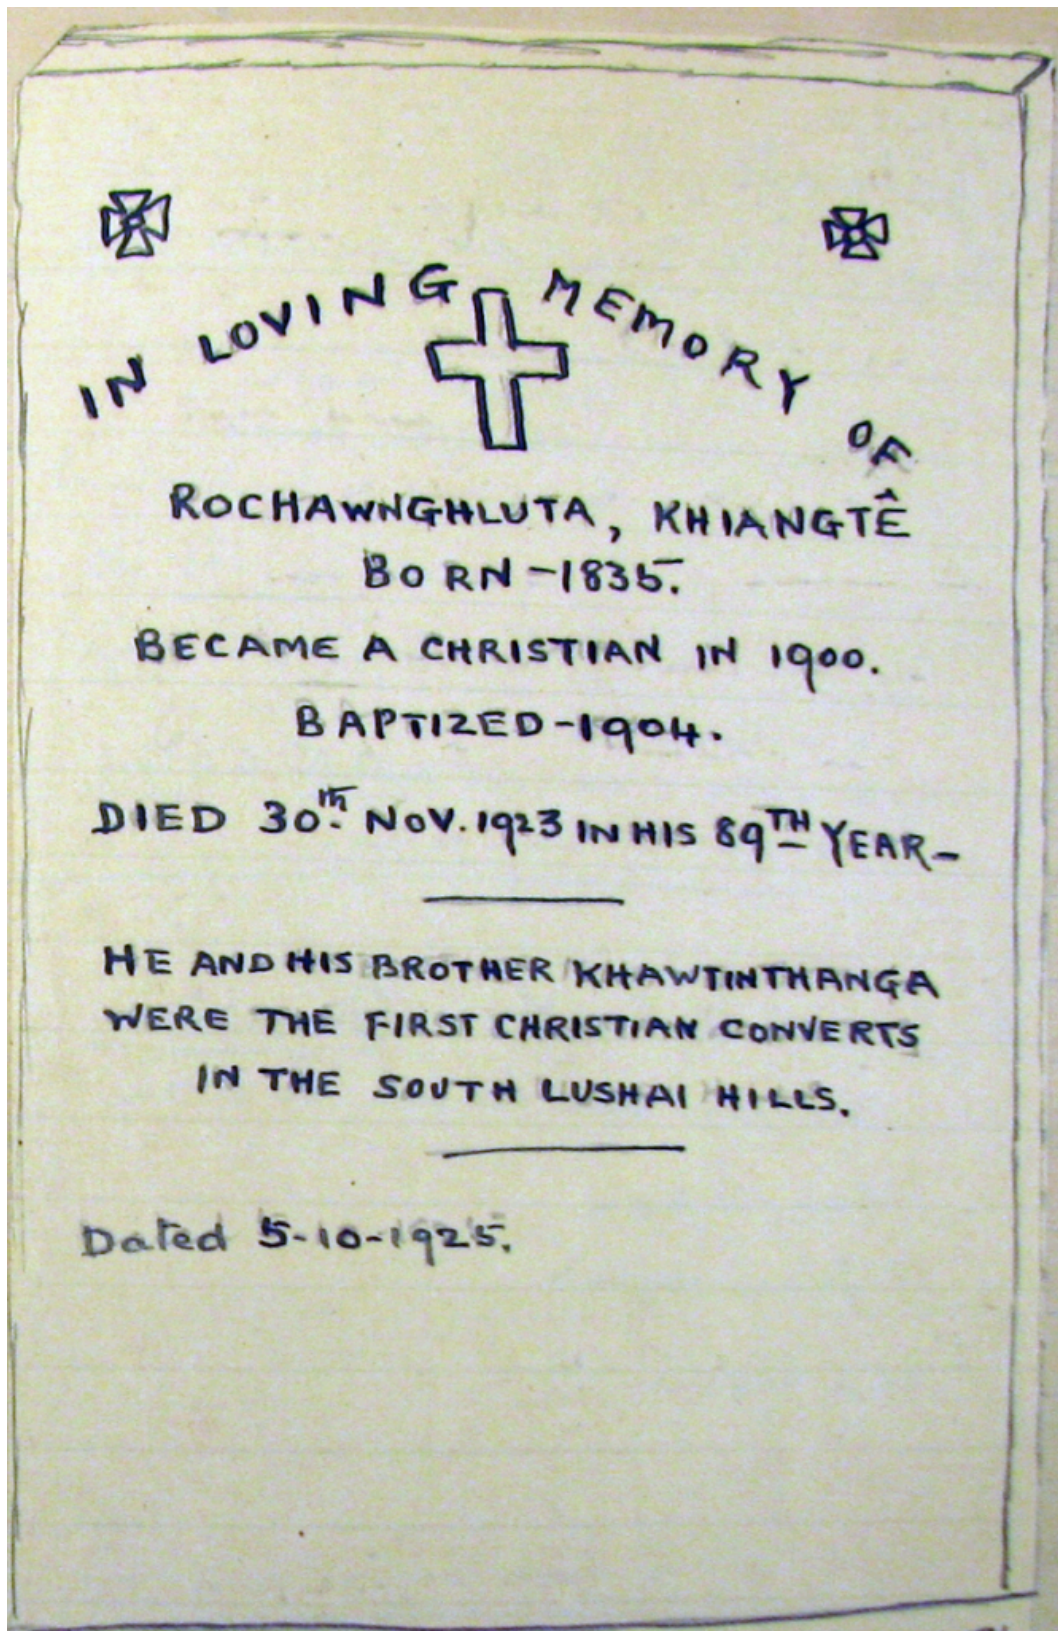 IN LOVING MEMORY OF
ROCHAWNGHLUTA, KHIANGTÊ
BORN - 1835.
BECAME A CHRISTIAN IN 1900.
BAPTIZED - 1904.
DIED 30th. NOV. 1923 IN HIS 89TH YEAR-
HE AND HIS BROTHER KHAWTINTHANGA
WERE THE FIRST CHRISTIAN CONVERTS
IN THE SOUTH LUSHAI HILLS.
Dated 5-10-1925.